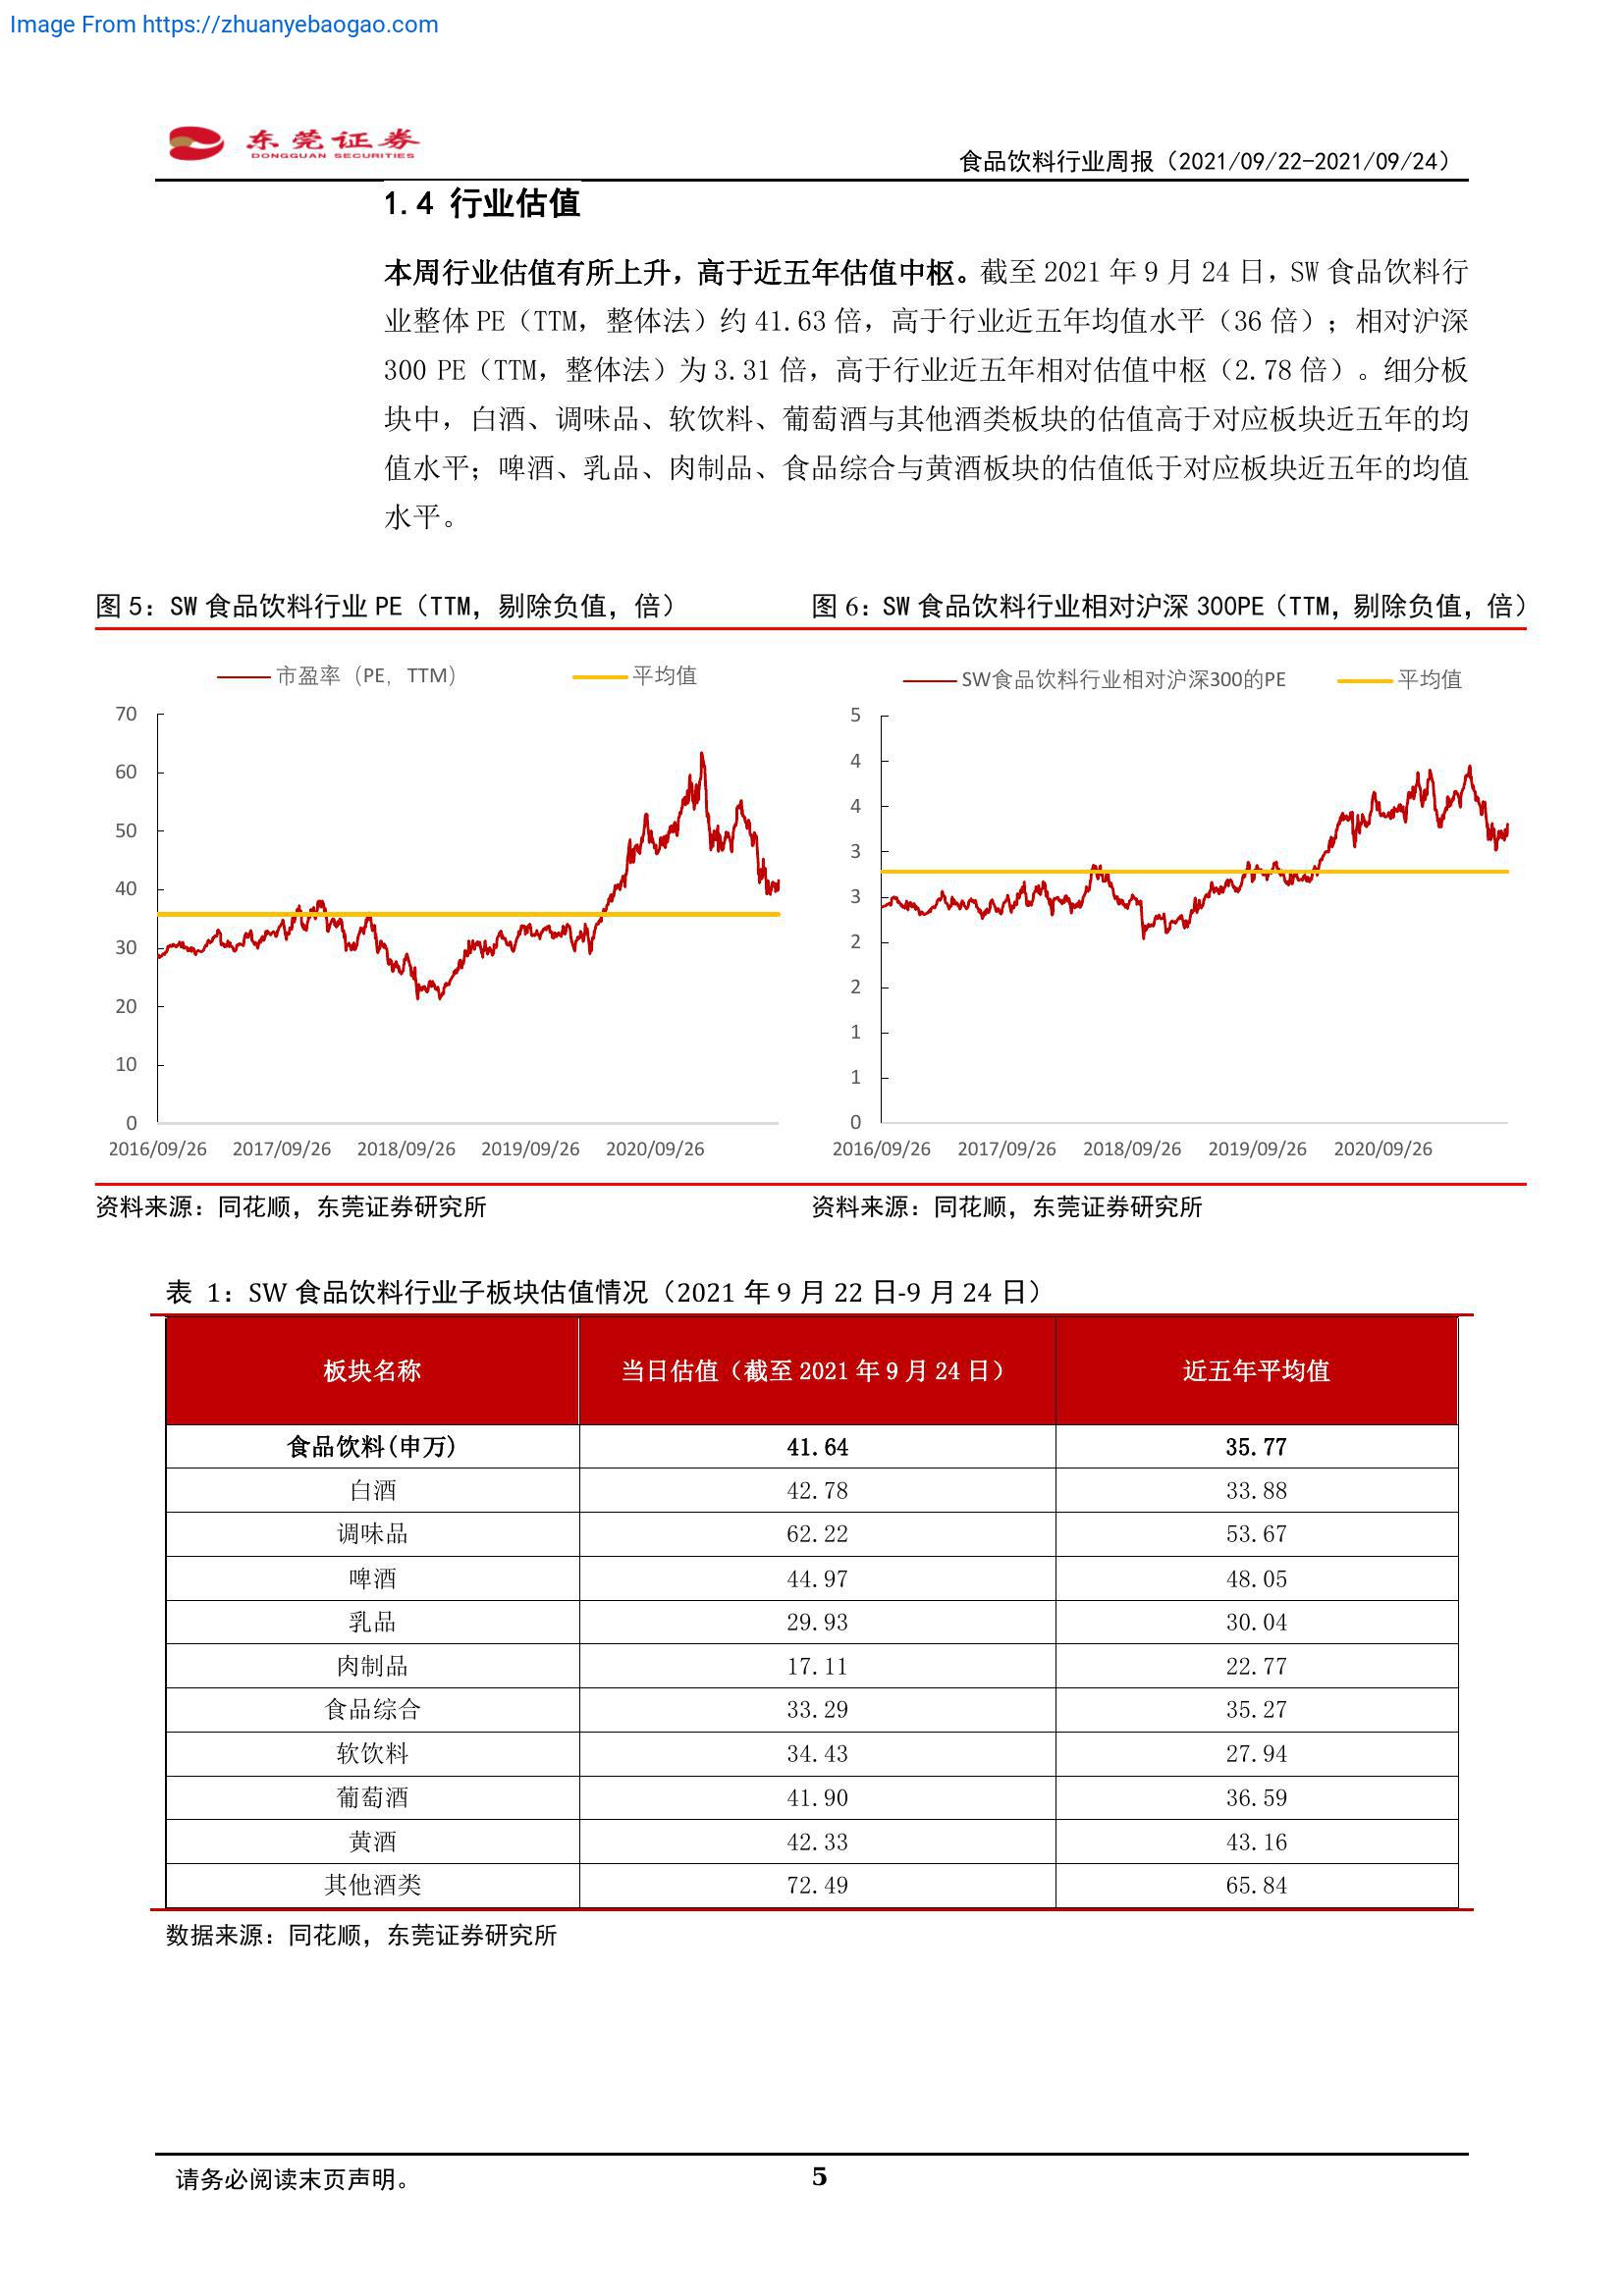 Image From https://zhuanyebaogao.com
东莞证券
DONGGUAN SECURITIES
食品饮料行业周报（2021/09/22-2021/09/24）
1.4 行业估值
本周行业估值有所上升，高于近五年估值中枢。截至 2021 年 9 月 24 日，SW 食品饮料行
业整体 PE（TTM，整体法）约 41.63 倍，高于行业近五年均值水平（36 倍）；相对沪深
300 PE（TTM，整体法）为 3.31 倍，高于行业近五年相对估值中枢（2.78 倍）。细分板
块中，白酒、调味品、软饮料、葡萄酒与其他酒类板块的估值高于对应板块近五年的均
值水平；啤酒、乳品、肉制品、食品综合与黄酒板块的估值低于对应板块近五年的均值
水平。
图 5：SW 食品饮料行业 PE（TTM，剔除负值，倍）
市盈率（PE，TTM） 平均值
70
60
50
40
30
20
10
0
2016/09/26 2017/09/26 2018/09/26 2019/09/26 2020/09/26
资料来源：同花顺，东莞证券研究所
图 6：SW 食品饮料行业相对沪深 300PE（TTM，剔除负值，倍）
SW食品饮料行业相对沪深300的PE 平均值
5
4
4
3
3
2
2
1
1
0
2016/09/26 2017/09/26 2018/09/26 2019/09/26 2020/09/26
资料来源：同花顺，东莞证券研究所
表 1：SW 食品饮料行业子板块估值情况（2021 年 9 月 22 日-9 月 24 日）
板块名称 当日估值（截至 2021 年 9 月 24 日） 近五年平均值
食品饮料(申万) 41.64 35.77
白酒 42.78 33.88
调味品 62.22 53.67
啤酒 44.97 48.05
乳品 29.93 30.04
肉制品 17.11 22.77
食品综合 33.29 35.27
软饮料 34.43 27.94
葡萄酒 41.90 36.59
黄酒 42.33 43.16
其他酒类 72.49 65.84
数据来源：同花顺，东莞证券研究所
请务必阅读末页声明。
5